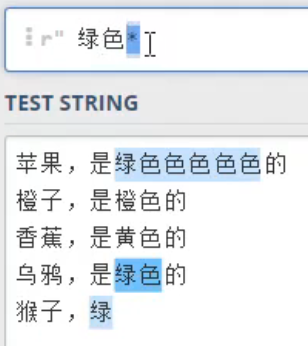 r" 绿色*
TEST STRING
苹果，是绿色色色色色的
橙子，是橙色的
香蕉，是黄色的
乌鸦，是绿色的
猴子，绿